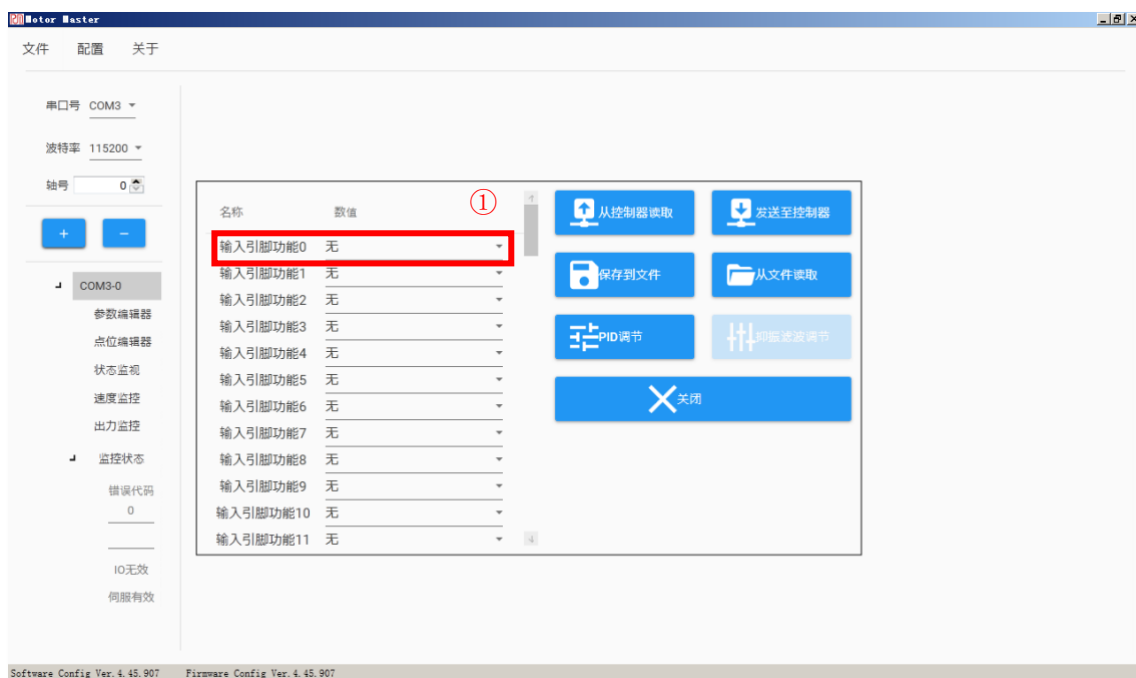 Motor Master
文件 配置 关于
串口号 COM3
波特率 115200
轴号 0
+ −
COM3-0
参数编辑器
点位编辑器
状态监视
速度监控
出力监控
监控状态
错误代码
0
IO无效
伺服有效
名称 数值
①
输入引脚功能0 无
输入引脚功能1 无
输入引脚功能2 无
输入引脚功能3 无
输入引脚功能4 无
输入引脚功能5 无
输入引脚功能6 无
输入引脚功能7 无
输入引脚功能8 无
输入引脚功能9 无
输入引脚功能10 无
输入引脚功能11 无
从控制器读取 发送至控制器
保存到文件 从文件读取
PID调节 抑振滤波调节
关闭
Software Config Ver.4.45.907 Firmware Config Ver.4.45.907